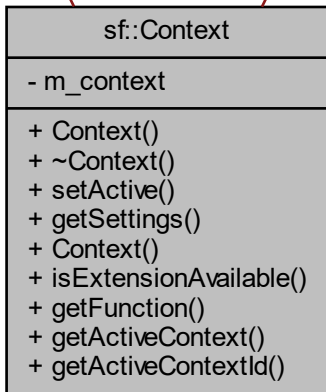 sf::Context
- m_context
+ Context()
+ ~Context()
+ setActive()
+ getSettings()
+ Context()
+ isExtensionAvailable()
+ getFunction()
+ getActiveContext()
+ getActiveContextId()